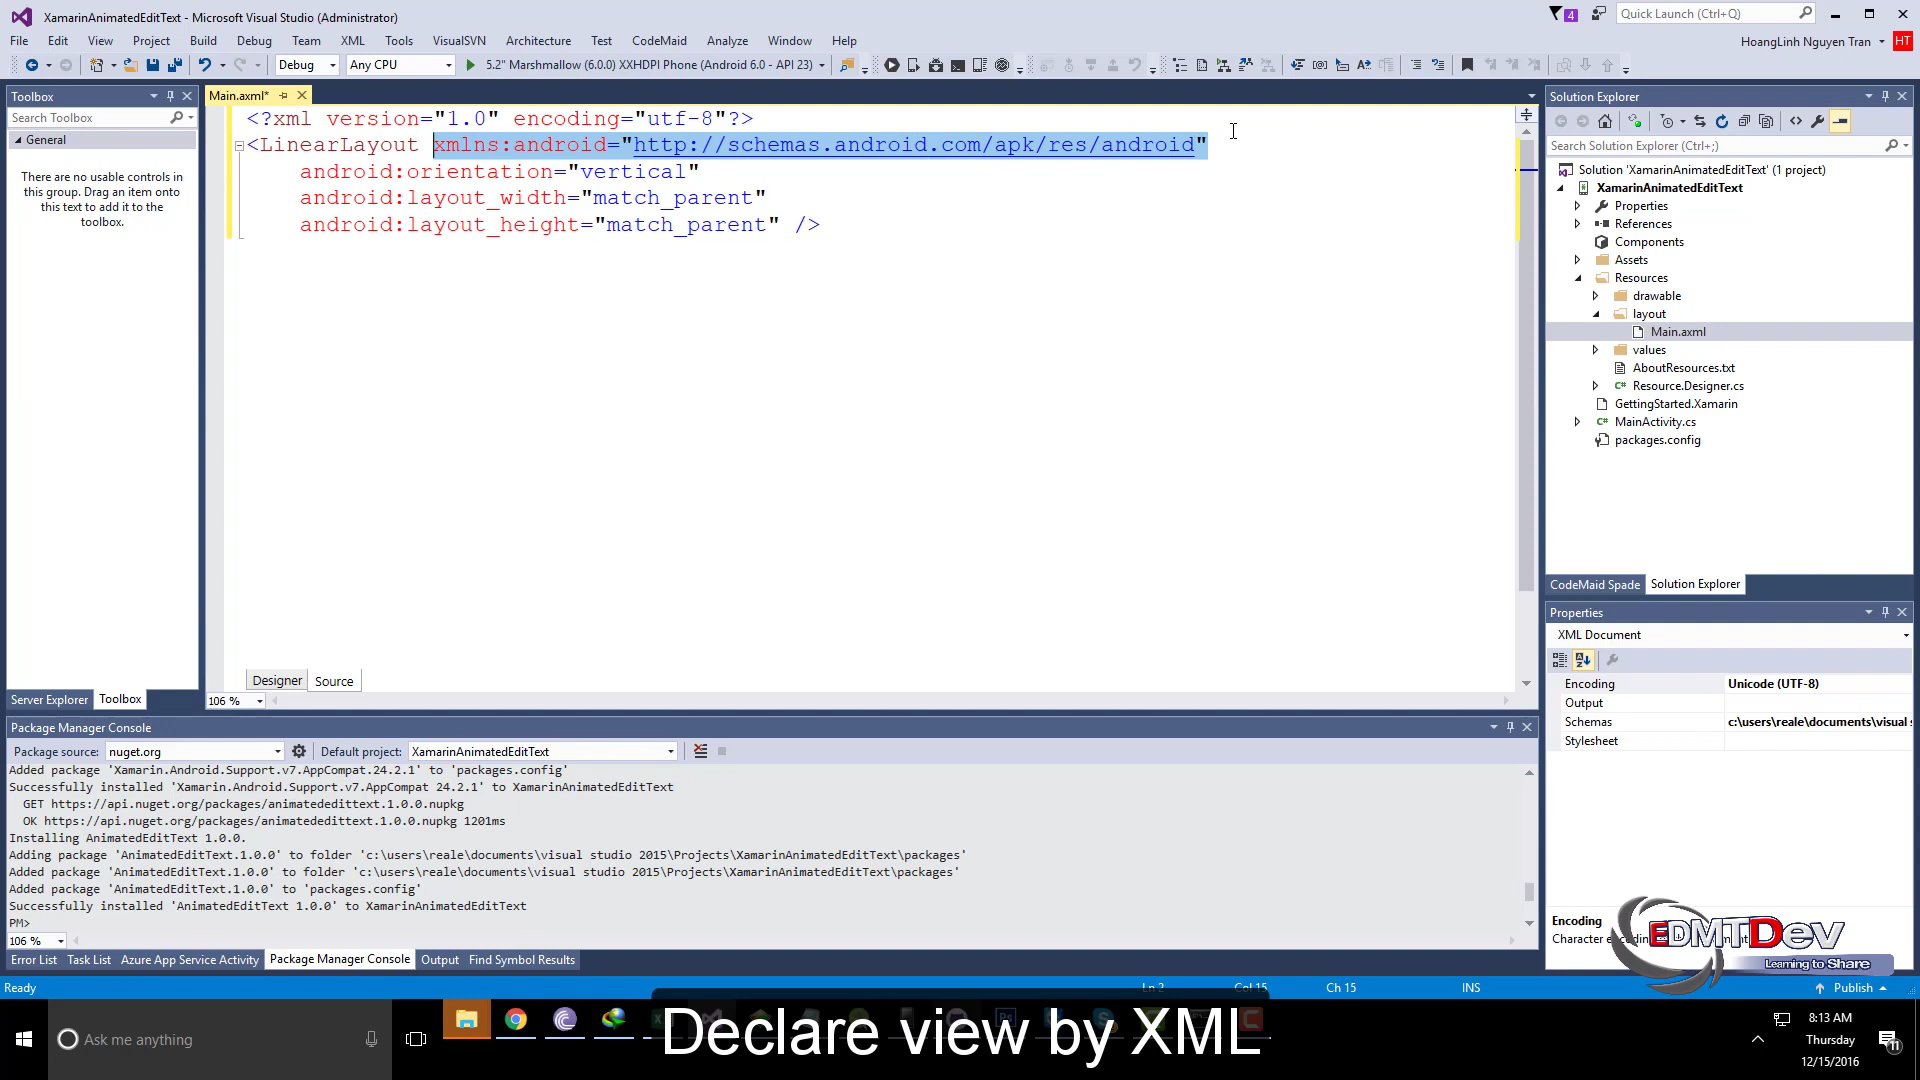 XamarinAnimatedEditText - Microsoft Visual Studio (Administrator)
4
Quick Launch (Ctrl+Q)
File Edit View Project Build Debug Team XML Tools VisualSVN Architecture Test CodeMaid Analyze Window Help
HoangLinh Nguyen Tran
HT
Debug
Any CPU
5.2" Marshmallow (6.0.0) XXHDPI Phone (Android 6.0 - API 23)
Toolbox
Search Toolbox
General
There are no usable controls in
this group. Drag an item onto
this text to add it to the
toolbox.
Server Explorer
Toolbox
Main.axml*
<?xml version="1.0" encoding="utf-8"?>
<LinearLayout xmlns:android="http://schemas.android.com/apk/res/android"
android:orientation="vertical"
android:layout_width="match_parent"
android:layout_height="match_parent" />
Designer
Source
106 %
Solution Explorer
Search Solution Explorer (Ctrl+;)
Solution 'XamarinAnimatedEditText' (1 project)
XamarinAnimatedEditText
Properties
References
Components
Assets
Resources
drawable
layout
Main.axml
values
AboutResources.txt
Resource.Designer.cs
GettingStarted.Xamarin
MainActivity.cs
packages.config
CodeMaid Spade
Solution Explorer
Properties
XML Document
Encoding Unicode (UTF-8)
Output
Schemas c:\users\reale\documents\visual s
Stylesheet
Encoding
Character
Package Manager Console
Package source: nuget.org
Default project: XamarinAnimatedEditText
Added package 'Xamarin.Android.Support.v7.AppCompat.24.2.1' to 'packages.config'
Successfully installed 'Xamarin.Android.Support.v7.AppCompat 24.2.1' to XamarinAnimatedEditText
GET https://api.nuget.org/packages/animatededittext.1.0.0.nupkg
OK https://api.nuget.org/packages/animatededittext.1.0.0.nupkg 1201ms
Installing AnimatedEditText 1.0.0.
Adding package 'AnimatedEditText.1.0.0' to folder 'c:\users\reale\documents\visual studio 2015\Projects\XamarinAnimatedEditText\packages'
Added package 'AnimatedEditText.1.0.0' to folder 'c:\users\reale\documents\visual studio 2015\Projects\XamarinAnimatedEditText\packages'
Added package 'AnimatedEditText.1.0.0' to 'packages.config'
Successfully installed 'AnimatedEditText 1.0.0' to XamarinAnimatedEditText
PM>
106 %
Error List Task List Azure App Service Activity Package Manager Console Output Find Symbol Results
EDMTDev
Learning to Share
Ready
Ln 2
Col 15
Ch 15
INS
Publish
Ask me anything
Declare view by XML
8:13 AM
Thursday
12/15/2016
11